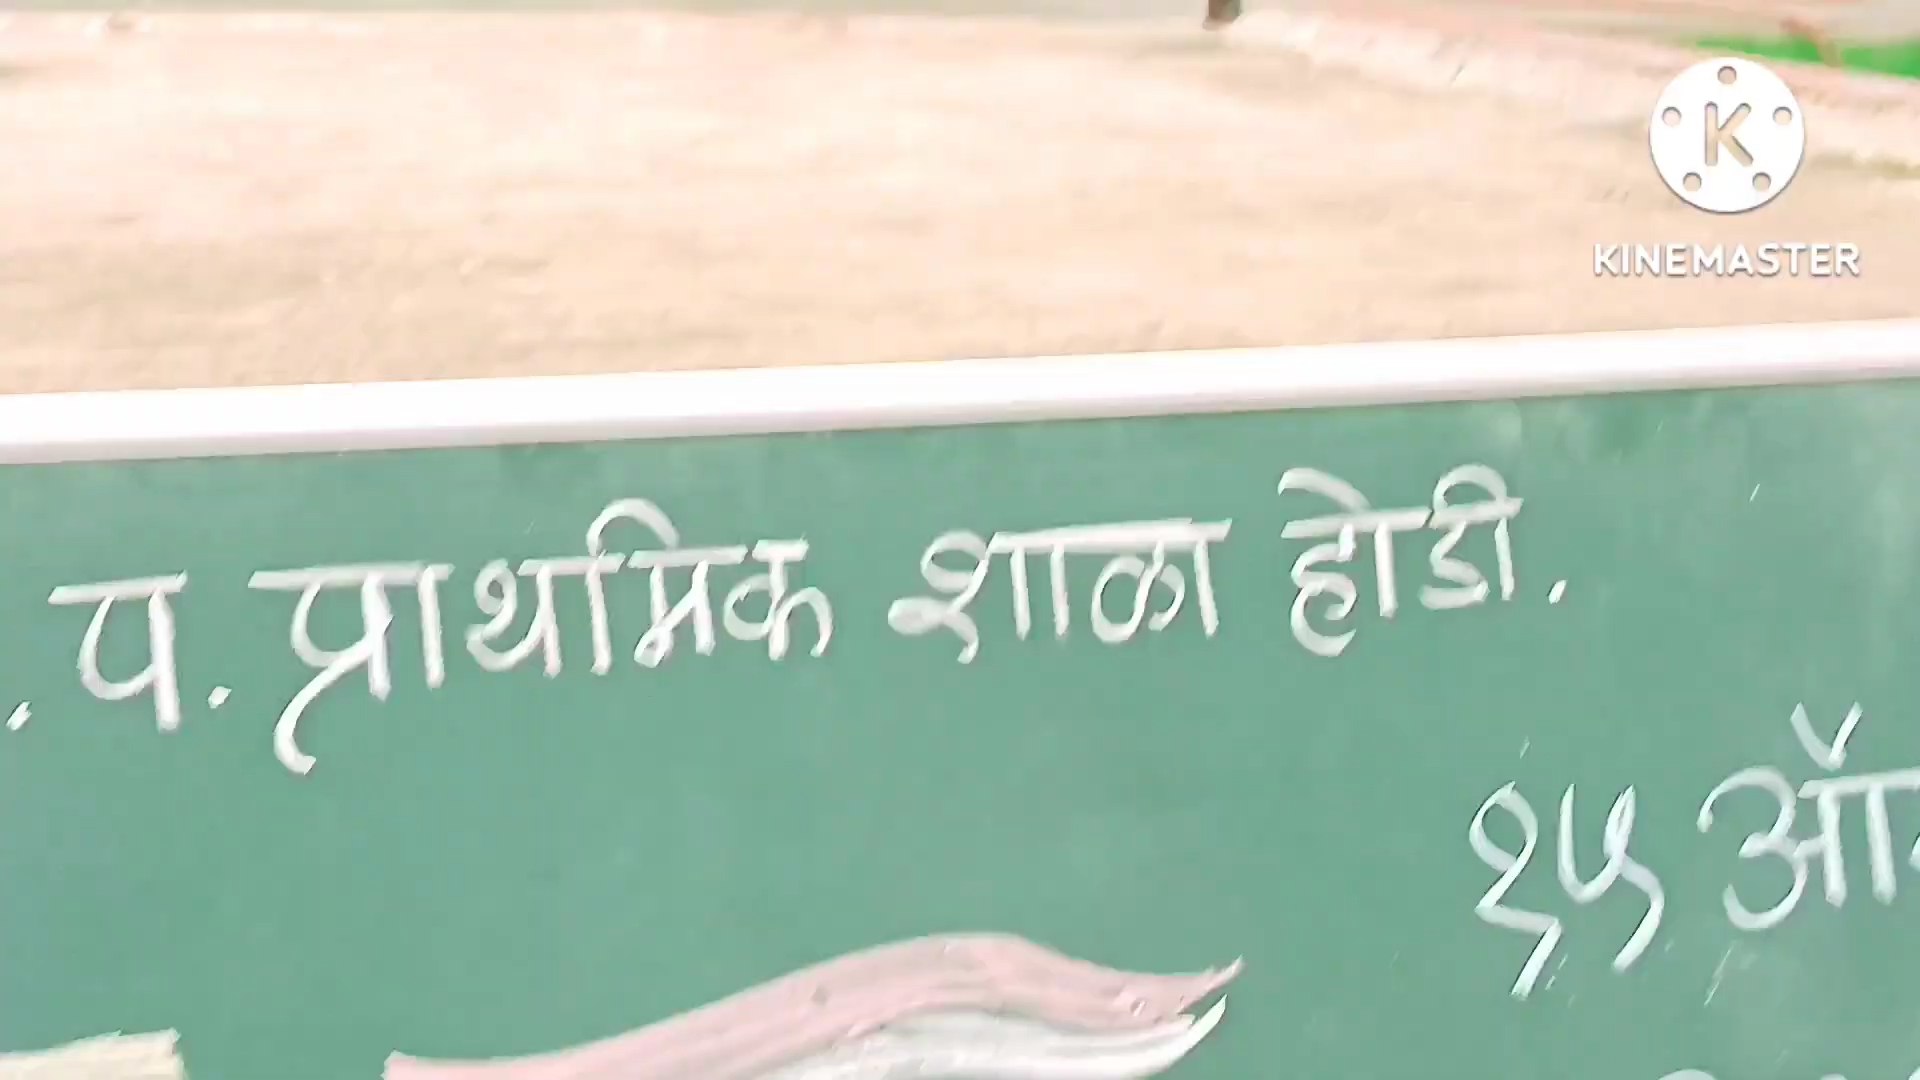 . प. प्राथमिक शाळा होडी.
१५ ऑ
KINEMASTER